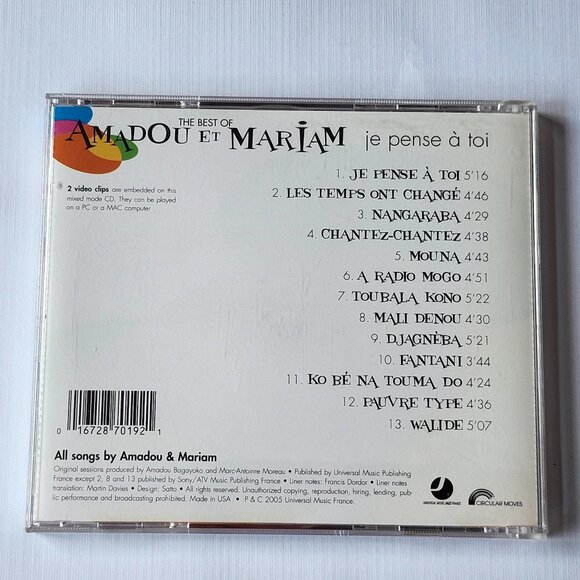 THE BEST OF
AMADOU ET MARIAM je pense à toi
1. JE PENSE À TOI 5'16
2 video clips are embedded on this
mixed mode CD. They can be played
on a PC or a MAC computer
2. LES TEMPS ONT CHANGÉ 4'46
3. NANGARABA 4'29
4. CHANTEZ-CHANTEZ 4'38
5. MOUNA 4'43
6. A RADIO MOGO 4'51
7. TOUBALA KONO 5'22
8. MALI DENOU 4'30
9. DJAGNÈBA 5'21
10. FANTANI 3'44
11. KO BÉ NA TOUMA DO 4'24
12. PAUVRE TYPE 4'36
13. WALIDE 5'07
0 16728 70192 1
All songs by Amadou & Mariam
Original sessions produced by Amadou Bagayoko and Marc-Antoinre Moreau • Published by Universal Music Publishing
France except 2, 8 and 13 published by Sony/ATV Music Publishing France • Liner notes: Francis Dordor • Liner notes
translation: Martin Davies • Design: Satto • All rights reserved. Unauthorized copying, reproduction, hiring, lending, pub-
lic performance and broadcasting prohibited. Made in USA • P & C 2005 Universal Music France.
UNIVERSAL MUSIC JAZZ FRANCE
CIRCULAR MOVES